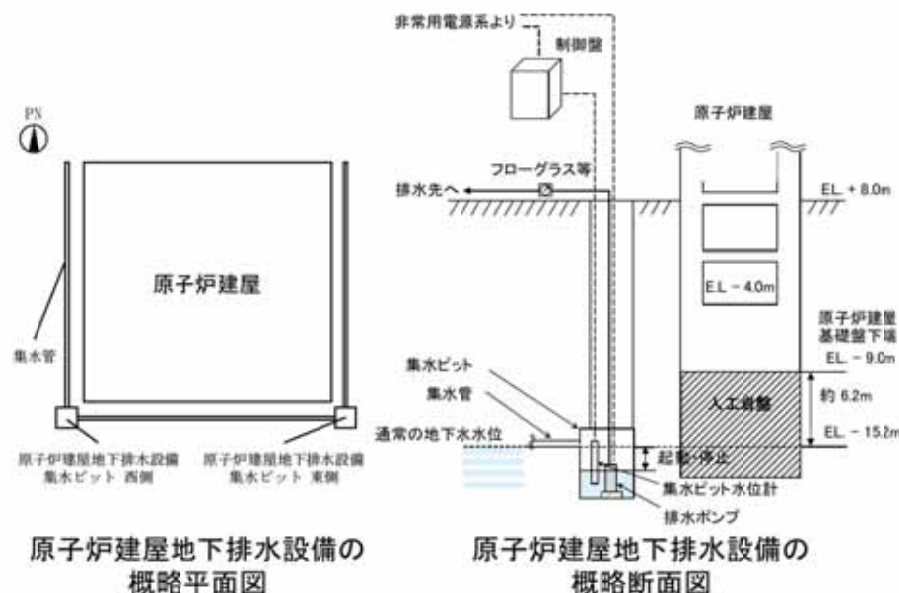 PN
原子炉建屋
集水管
原子炉建屋地下排水設備
集水ピット 西側
原子炉建屋地下排水設備
集水ピット 東側
原子炉建屋地下排水設備の
概略平面図
非常用電源系より
制御盤
原子炉建屋
フローグラス等
排水先へ
EL. + 8.0m
E.L - 4.0m
原子炉建屋
基礎盤下端
EL. - 9.0m
集水ピット
集水管
人工岩盤
約 6.2m
通常の地下水水位
EL. - 15.2m
起動・停止
集水ピット水位計
排水ポンプ
原子炉建屋地下排水設備の
概略断面図